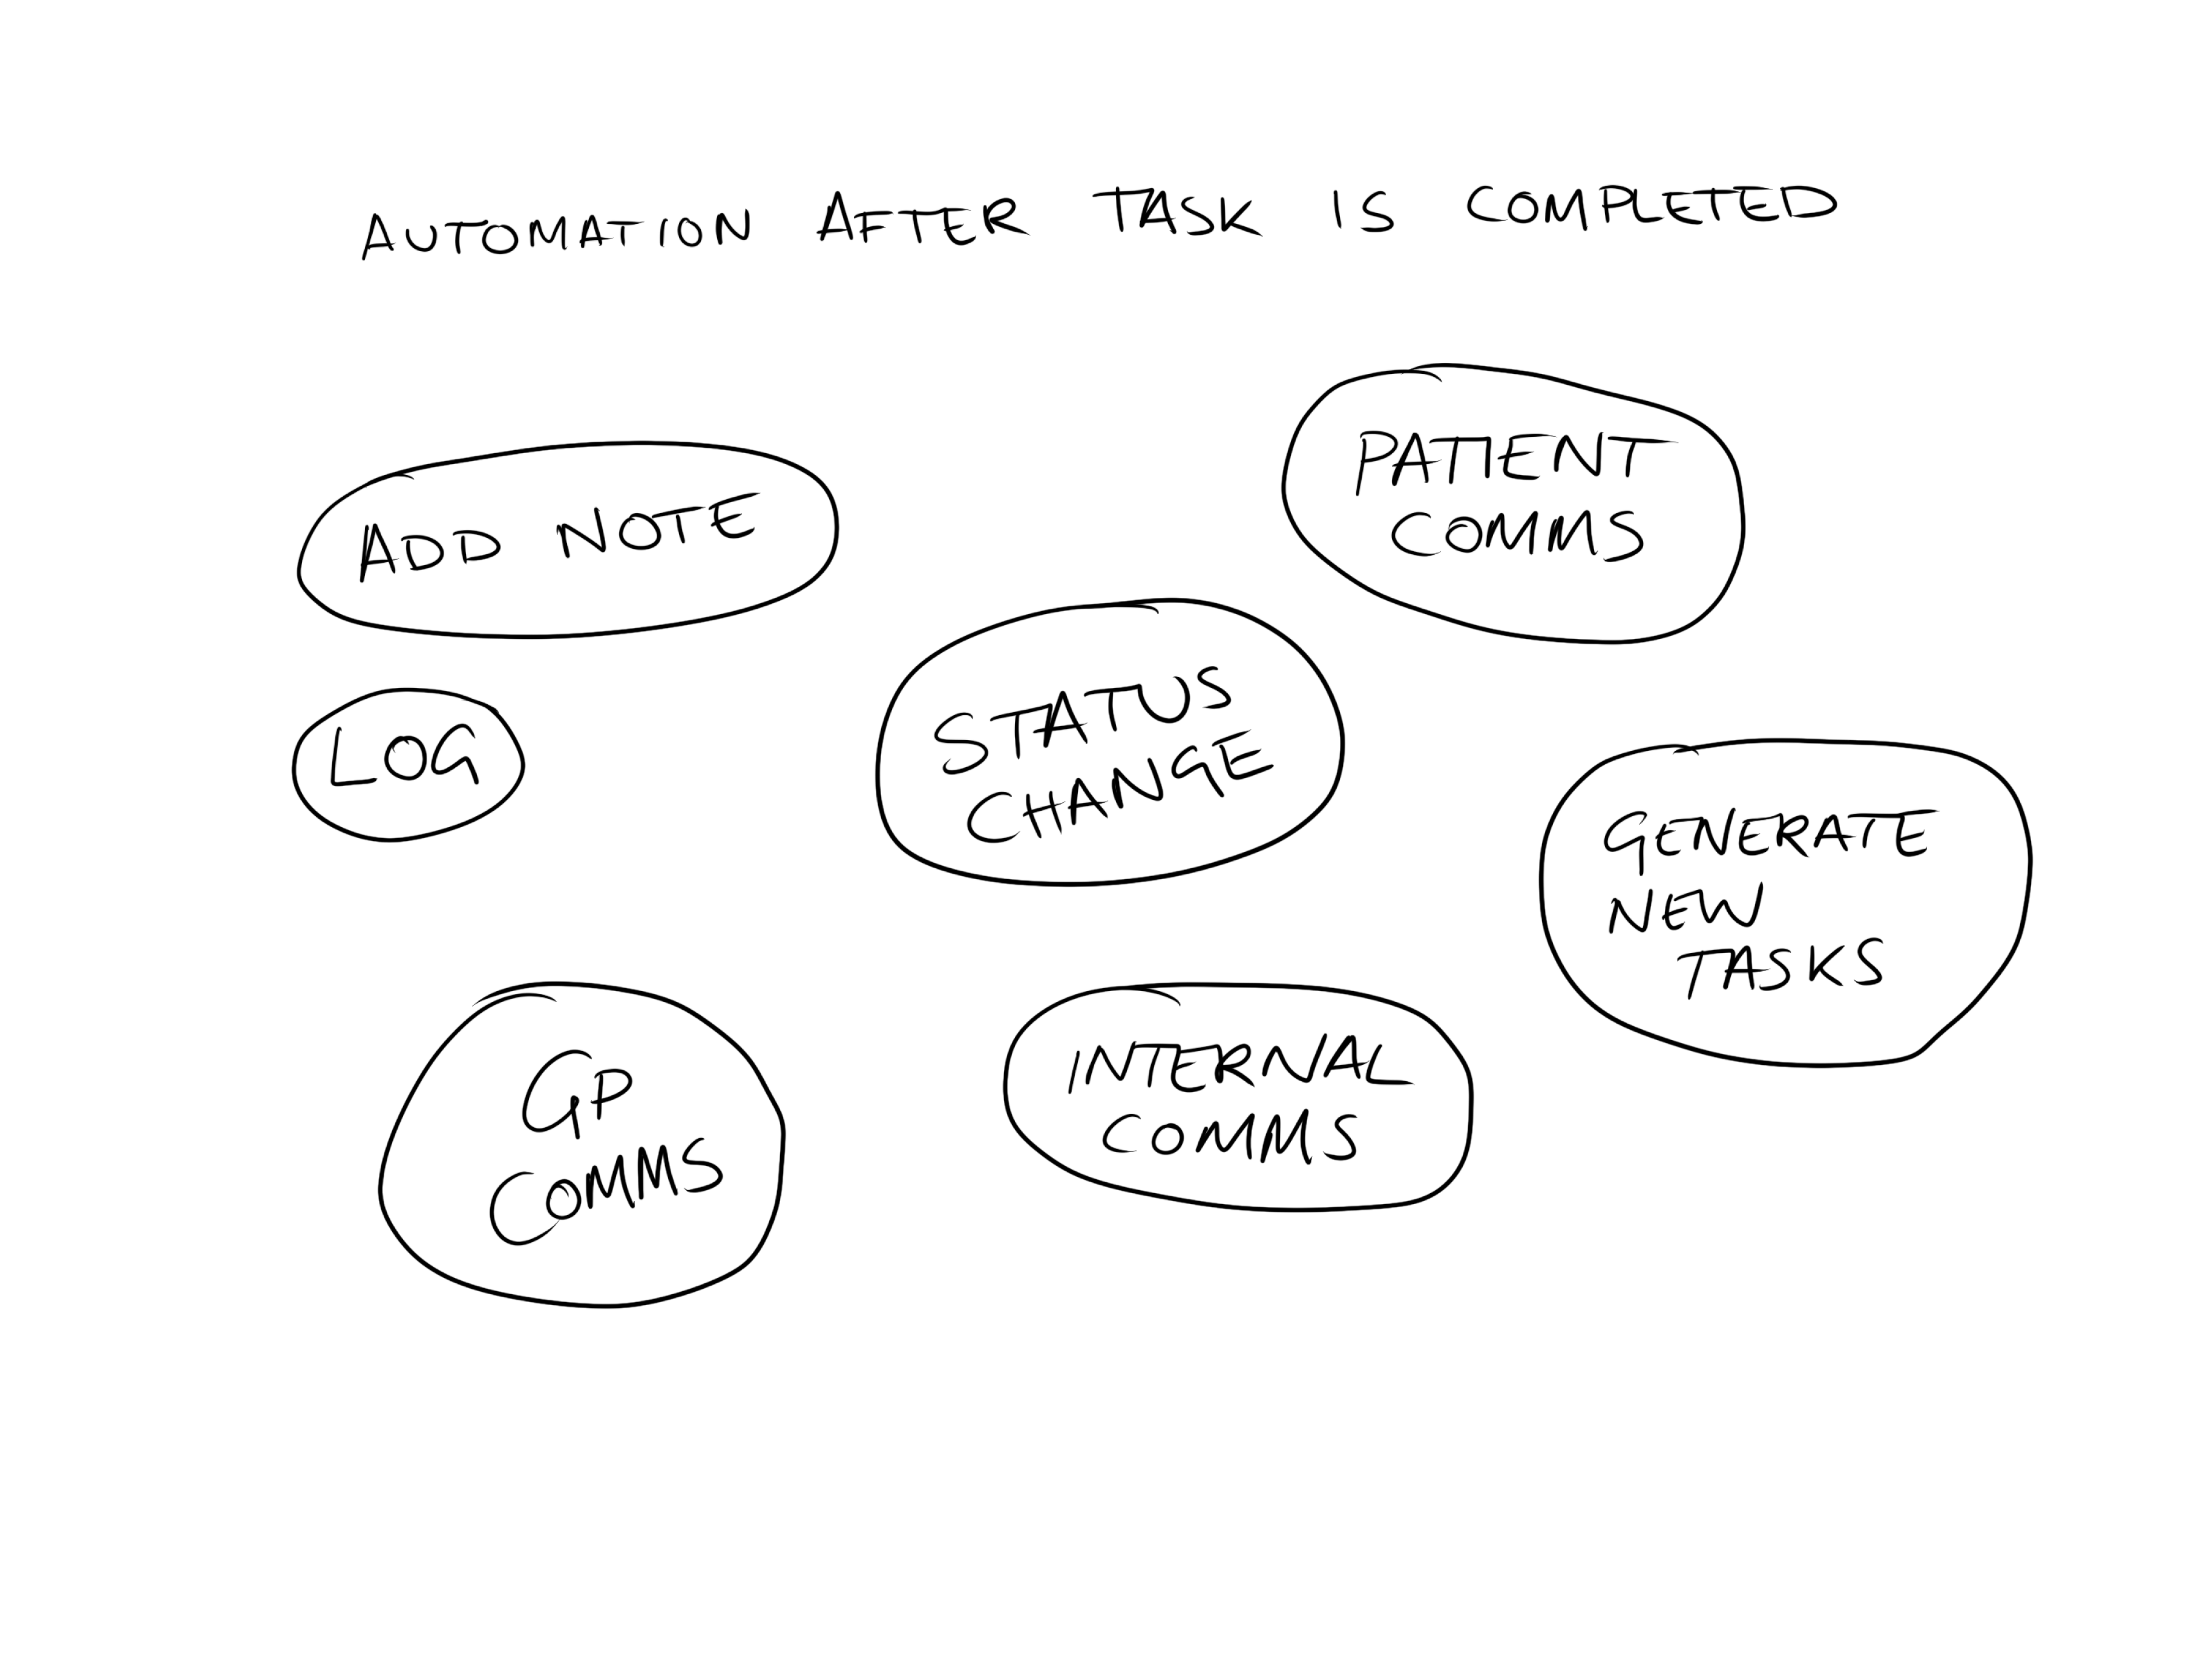 AUTOMATION AFTER TASK IS COMPLETED
PATIENT
COMMS
ADD NOTE
STATUS
CHANGE
LOG
GENERATE
NEW
TASKS
GP
COMMS
INTERNAL
COMMS